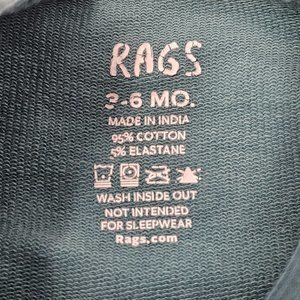 RAGS
3-6 MO.
MADE IN INDIA
95% COTTON
5% ELASTANE
WASH INSIDE OUT
NOT INTENDED
FOR SLEEPWEAR
Rags.com